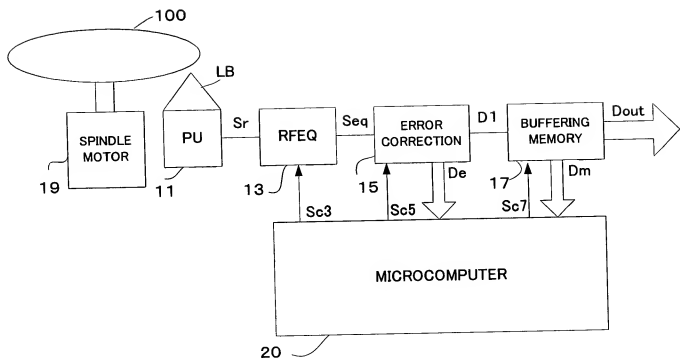 100
LB
SPINDLE
MOTOR
19
PU
11
Sr
RFEQ
13
Seq
ERROR
CORRECTION
15
D1
BUFFERING
MEMORY
17
Dout
De
Dm
Sc3
Sc5
Sc7
MICROCOMPUTER
20